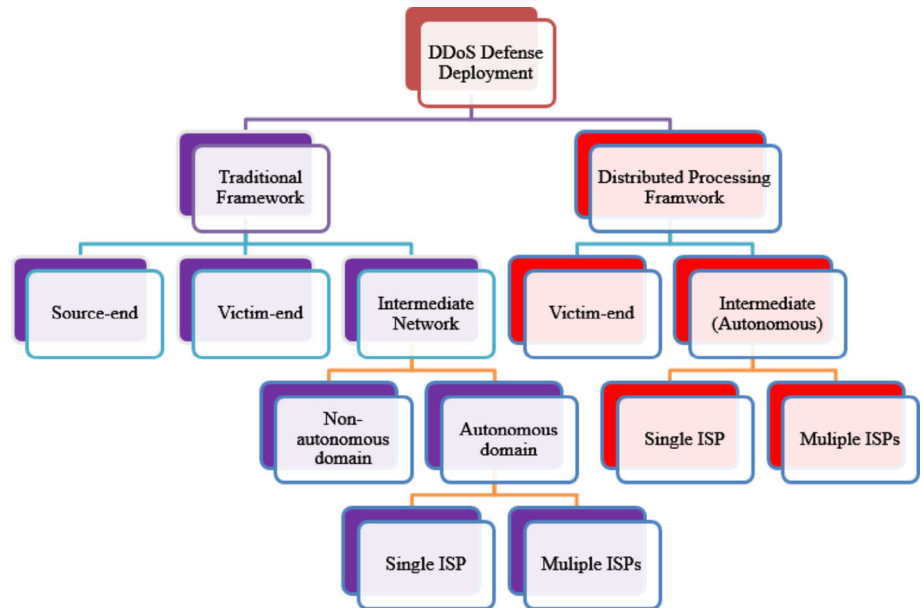 DDoS Defense
Deployment
Traditional
Framework
Distributed Processing
Framwork
Source-end
Victim-end
Intermediate
Network
Victim-end
Intermediate
(Autonomous)
Non-
autonomous
domain
Autonomous
domain
Single ISP
Muliple ISPs
Single ISP
Muliple ISPs